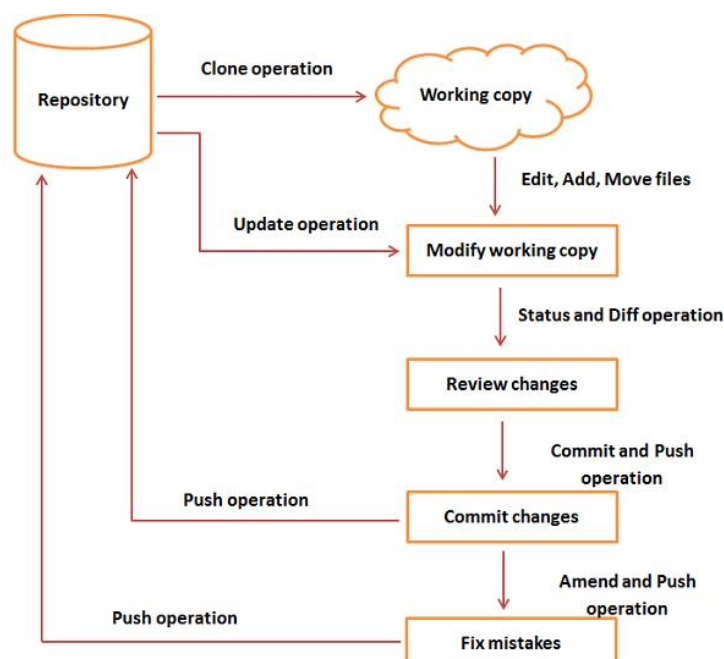 Clone operation
Repository
Working copy
Edit, Add, Move files
Update operation
Modify working copy
Status and Diff operation
Review changes
Commit and Push
operation
Push operation
Commit changes
Amend and Push
operation
Push operation
Fix mistakes